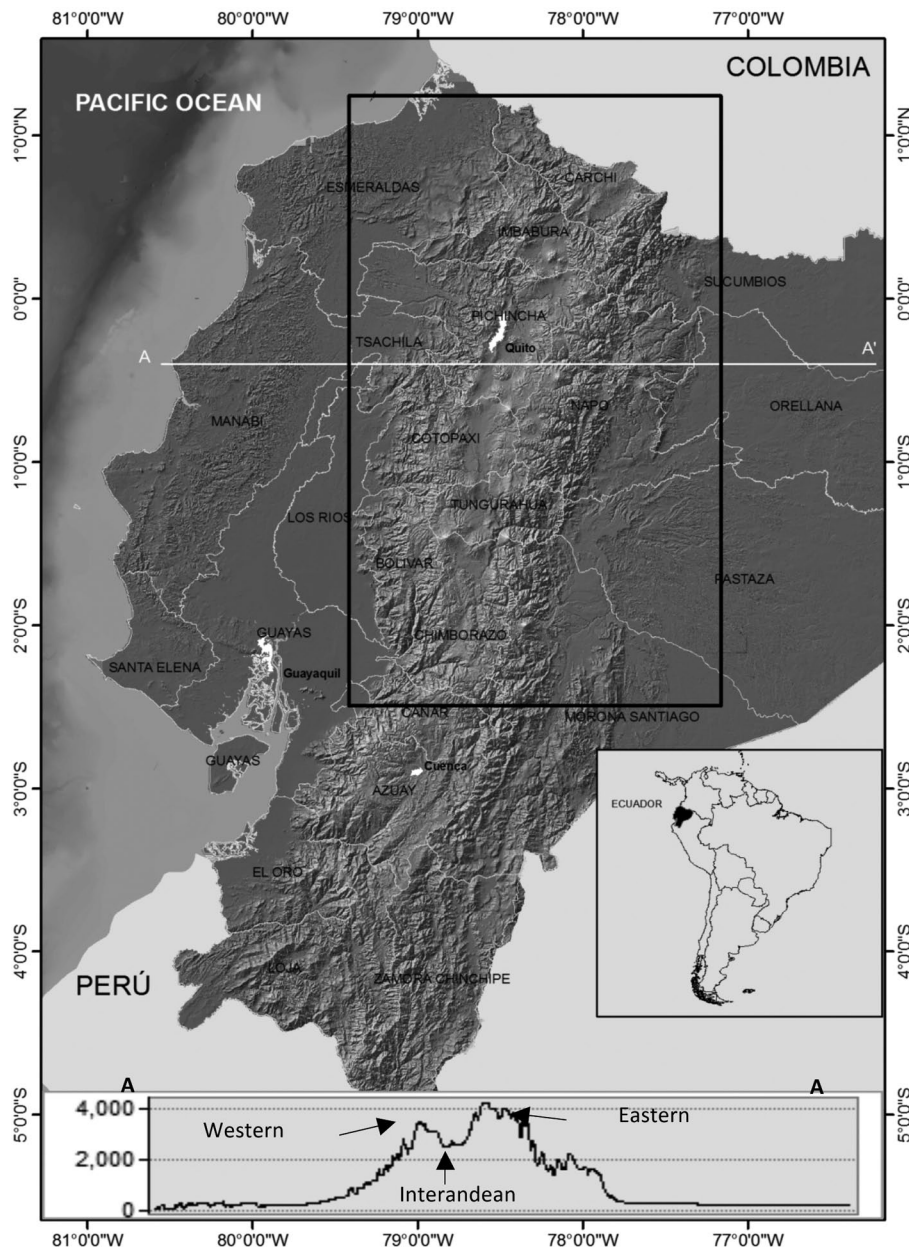 81°0'0"W 80°0'0"W 79°0'0"W 78°0'0"W 77°0'0"W
COLOMBIA
PACIFIC OCEAN
1°0'0"N 1°0'0"N
CARCHI
ESMERALDAS
IMBABURA
SUCUMBIOS
0°0'0" 0°0'0"
PICHINCHA
TSACHILA
Quito
A A'
NAPO
ORELLANA
MANABÍ
COTOPAXI
1°0'0"S 1°0'0"S
TUNGURAHUA
LOS RIOS
BOLIVAR
PASTAZA
2°0'0"S 2°0'0"S
GUAYAS
CHIMBORAZO
SANTA ELENA
Guayaquil
CAÑAR
MORONA SANTIAGO
GUAYAS
Cuenca
3°0'0"S 3°0'0"S
AZUAY
ECUADOR
EL ORO
4°0'0"S 4°0'0"S
LOJA
ZAMORA CHINCHIPE
PERÚ
A A
5°0'0"S 5°0'0"S
4,000
Western
Eastern
2,000
Interandean
0
81°0'0"W 80°0'0"W 79°0'0"W 78°0'0"W 77°0'0"W